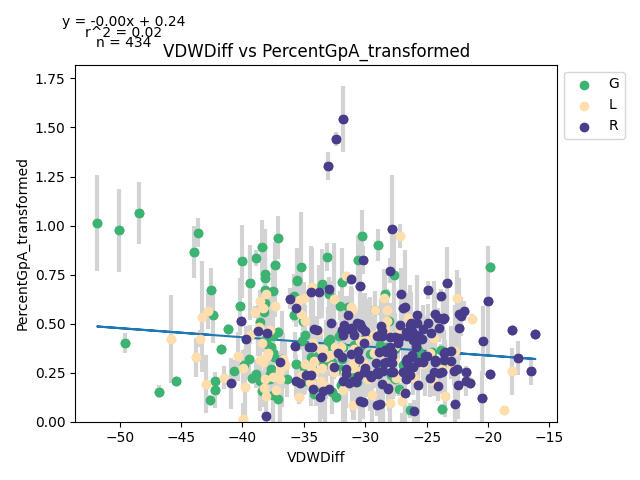 y = -0.00x + 0.24
r^2 = 0.02
n = 434
VDWDiff vs PercentGpA_transformed
1.75
1.50
1.25
1.00
0.75
0.50
0.25
0.00
PercentGpA_transformed
−50
−45
−40
−35
−30
−25
−20
−15
VDWDiff
G
L
R